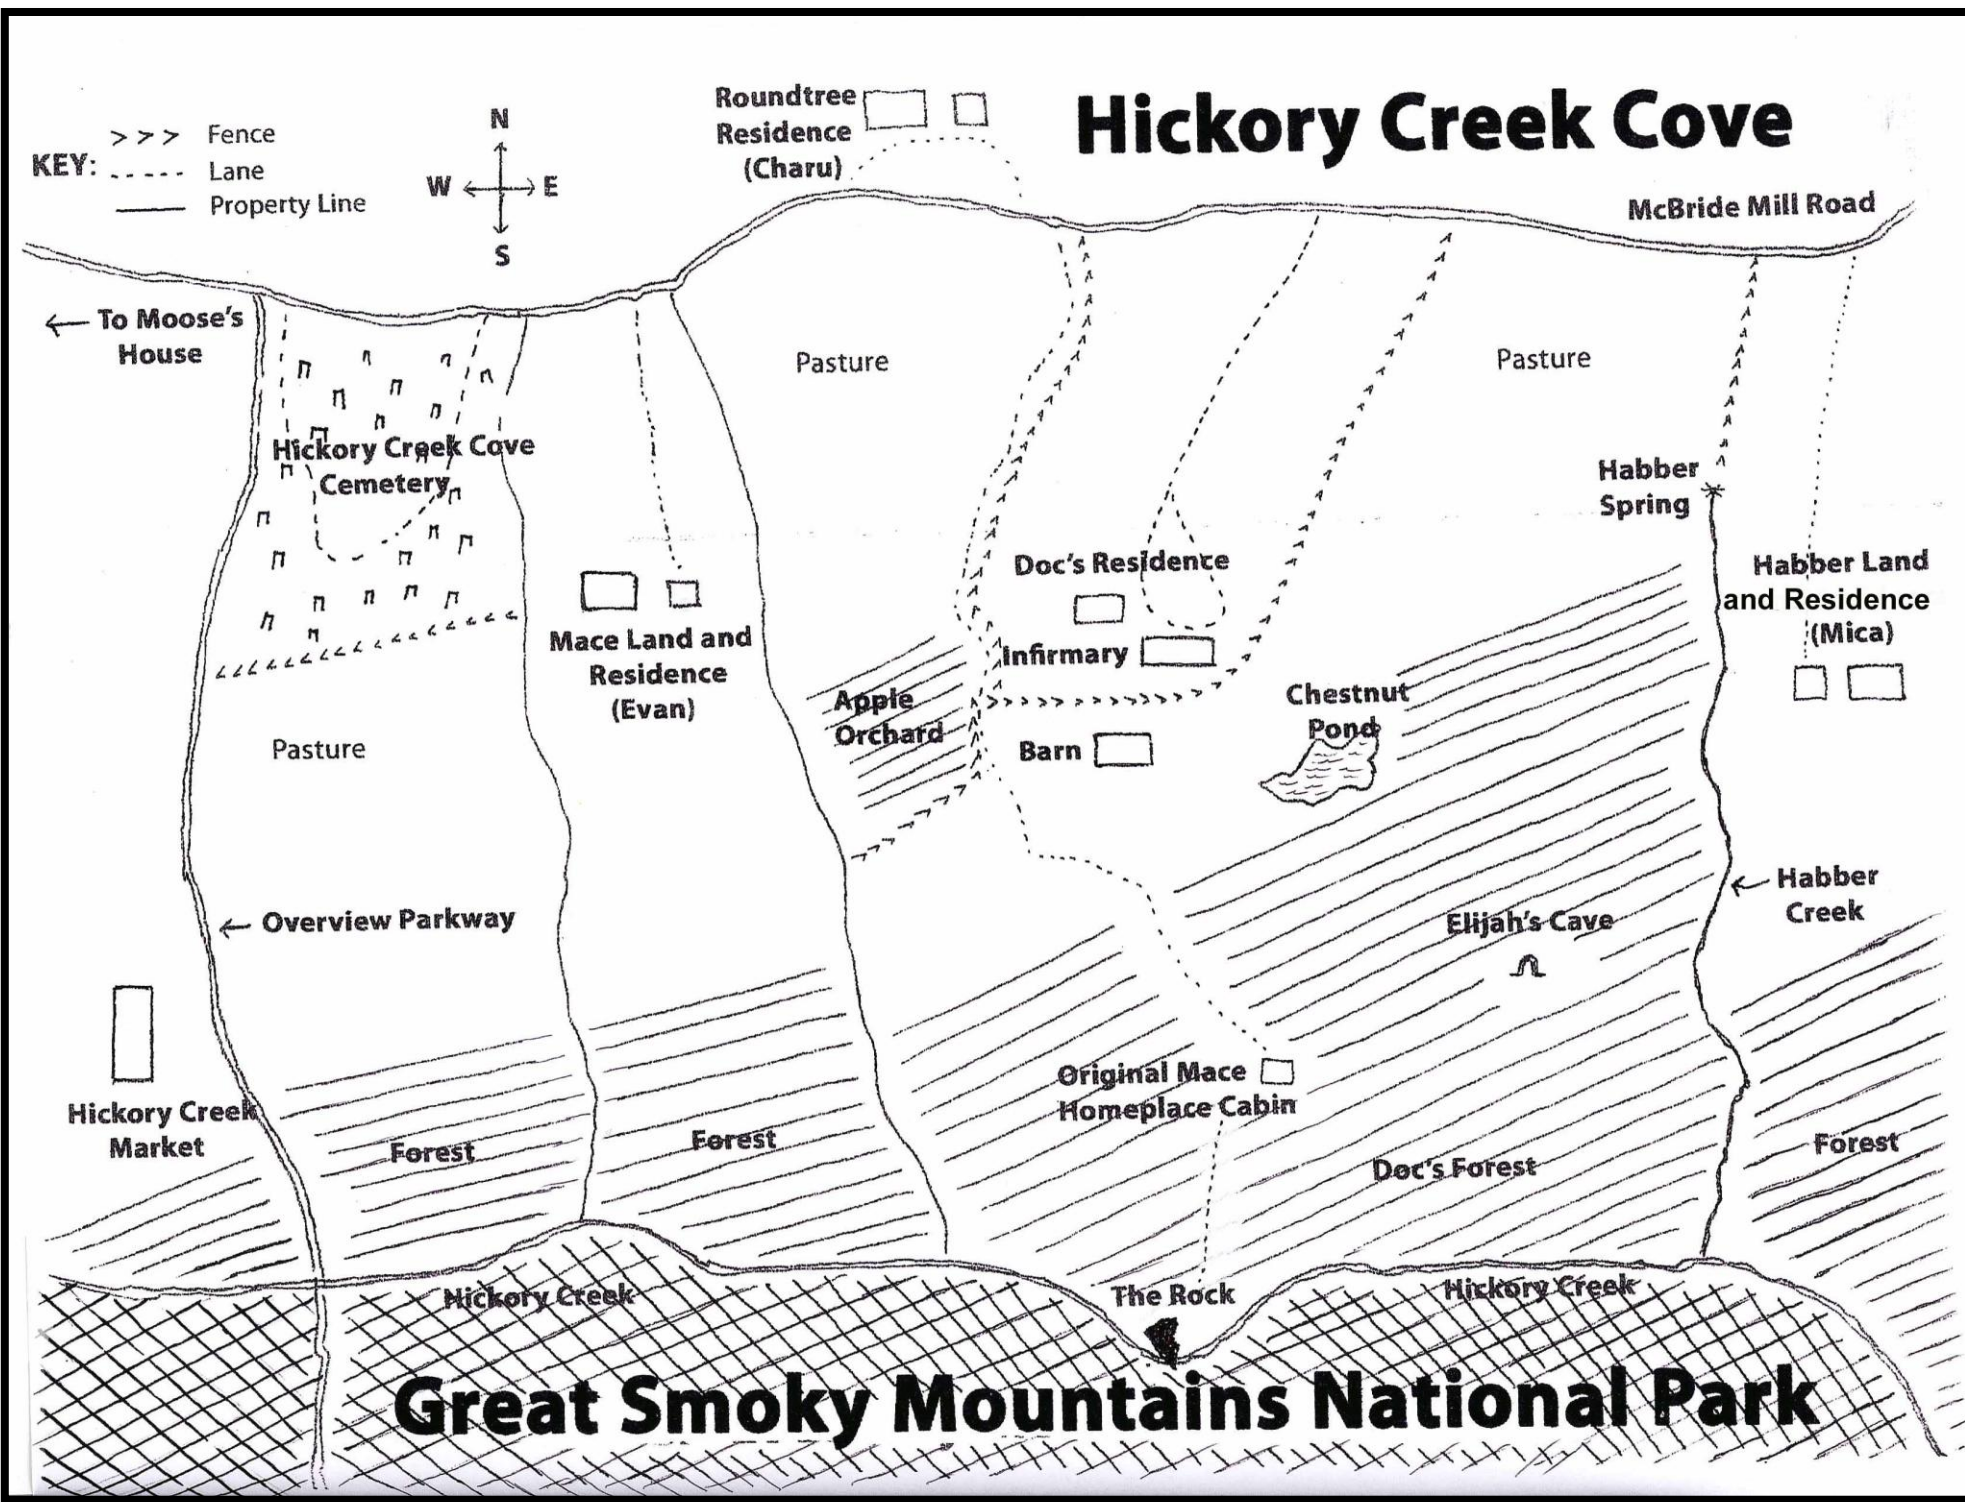 Hickory Creek Cove
Roundtree
Residence
(Charu)
KEY:
Fence
Lane
Property Line
N
W
E
S
McBride Mill Road
To Moose's
House
Pasture
Pasture
Hickory Creek Cove
Cemetery
Habber
Spring
Doc's Residence
Habber Land
and Residence
(Mica)
Mace Land and
Residence
(Evan)
Infirmary
Apple
Orchard
Chestnut
Pond
Barn
Pasture
Overview Parkway
Elijah's Cave
Habber
Creek
Hickory Creek
Market
Original Mace
Homeplace Cabin
Forest
Forest
Doc's Forest
Forest
Hickory Creek
The Rock
Hickory Creek
Great Smoky Mountains National Park